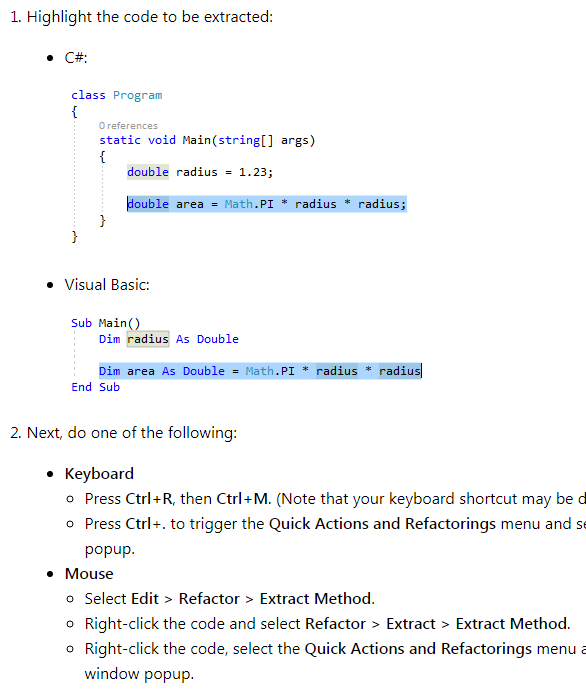 1. Highlight the code to be extracted:
• C#:
class Program
{
0 references
static void Main(string[] args)
{
double radius = 1.23;
double area = Math.PI * radius * radius;
}
}
• Visual Basic:
Sub Main()
Dim radius As Double
Dim area As Double = Math.PI * radius * radius
End Sub
2. Next, do one of the following:
• Keyboard
○ Press Ctrl+R, then Ctrl+M. (Note that your keyboard shortcut may be
○ Press Ctrl+. to trigger the Quick Actions and Refactorings menu and
popup.
• Mouse
○ Select Edit > Refactor > Extract Method.
○ Right-click the code and select Refactor > Extract > Extract Method.
○ Right-click the code, select the Quick Actions and Refactorings menu
window popup.